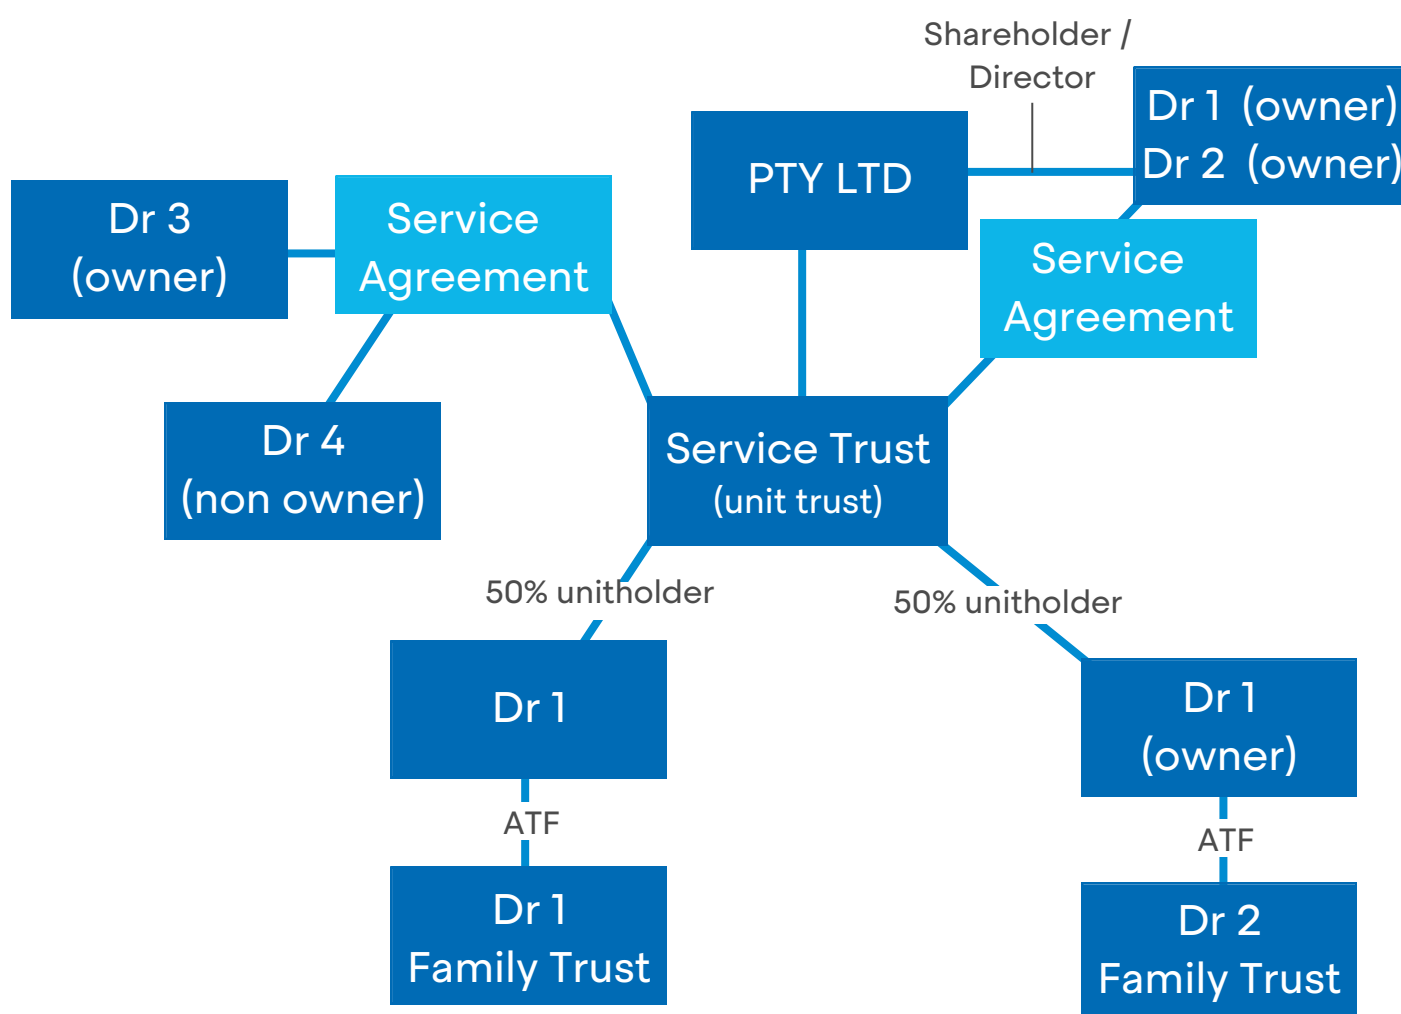 Shareholder /
Director
Dr 1 (owner)
Dr 2 (owner)
PTY LTD
Dr 3
(owner)
Service
Agreement
Service
Agreement
Dr 4
(non owner)
Service Trust
(unit trust)
50% unitholder
50% unitholder
Dr 1
Dr 1
(owner)
ATF
ATF
Dr 1
Family Trust
Dr 2
Family Trust